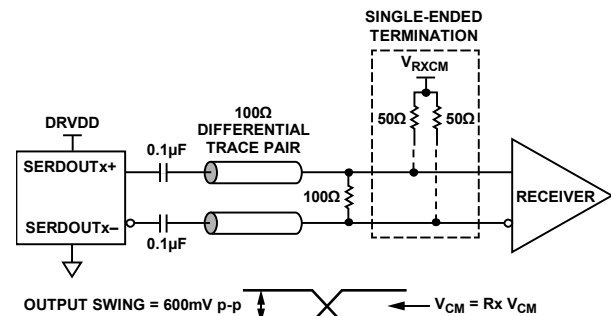 SINGLE-ENDED
TERMINATION
V_RXCM
50Ω
50Ω
100Ω
DIFFERENTIAL
TRACE PAIR
DRVDD
0.1µF
SERDOUTx+
100Ω
RECEIVER
SERDOUTx–
0.1µF
OUTPUT SWING = 600mV p-p
V_CM = Rx V_CM